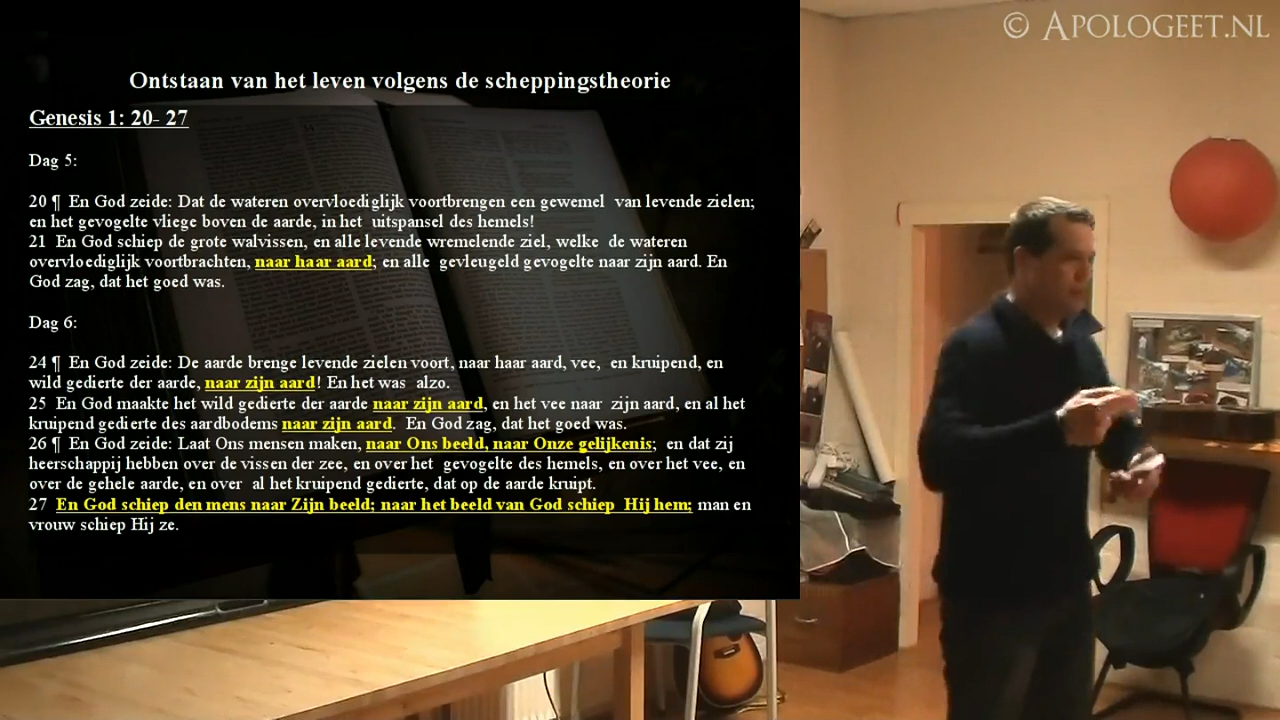 © APOLOGEET.NL
Ontstaan van het leven volgens de scheppingstheorie
Genesis 1: 20- 27
Dag 5:
20 ¶ En God zeide: Dat de wateren overvloediglijk voortbrengen een gewemel van levende zielen;
en het gevogelte vliege boven de aarde, in het uitspansel des hemels!
21 En God schiep de grote walvissen, en alle levende wremelende ziel, welke de wateren
overvloediglijk voortbrachten, naar haar aard; en alle gevleugeld gevogelte naar zijn aard. En
God zag, dat het goed was.
Dag 6:
24 ¶ En God zeide: De aarde brenge levende zielen voort, naar haar aard, vee, en kruipend, en
wild gedierte der aarde, naar zijn aard! En het was alzo.
25 En God maakte het wild gedierte der aarde naar zijn aard, en het vee naar zijn aard, en al het
kruipend gedierte des aardbodems naar zijn aard. En God zag, dat het goed was.
26 ¶ En God zeide: Laat Ons mensen maken, naar Ons beeld, naar Onze gelijkenis; en dat zij
heerschappij hebben over de vissen der zee, en over het gevogelte des hemels, en over het vee, en
over de gehele aarde, en over al het kruipend gedierte, dat op de aarde kruipt.
27 En God schiep den mens naar Zijn beeld; naar het beeld van God schiep Hij hem; man en
vrouw schiep Hij ze.